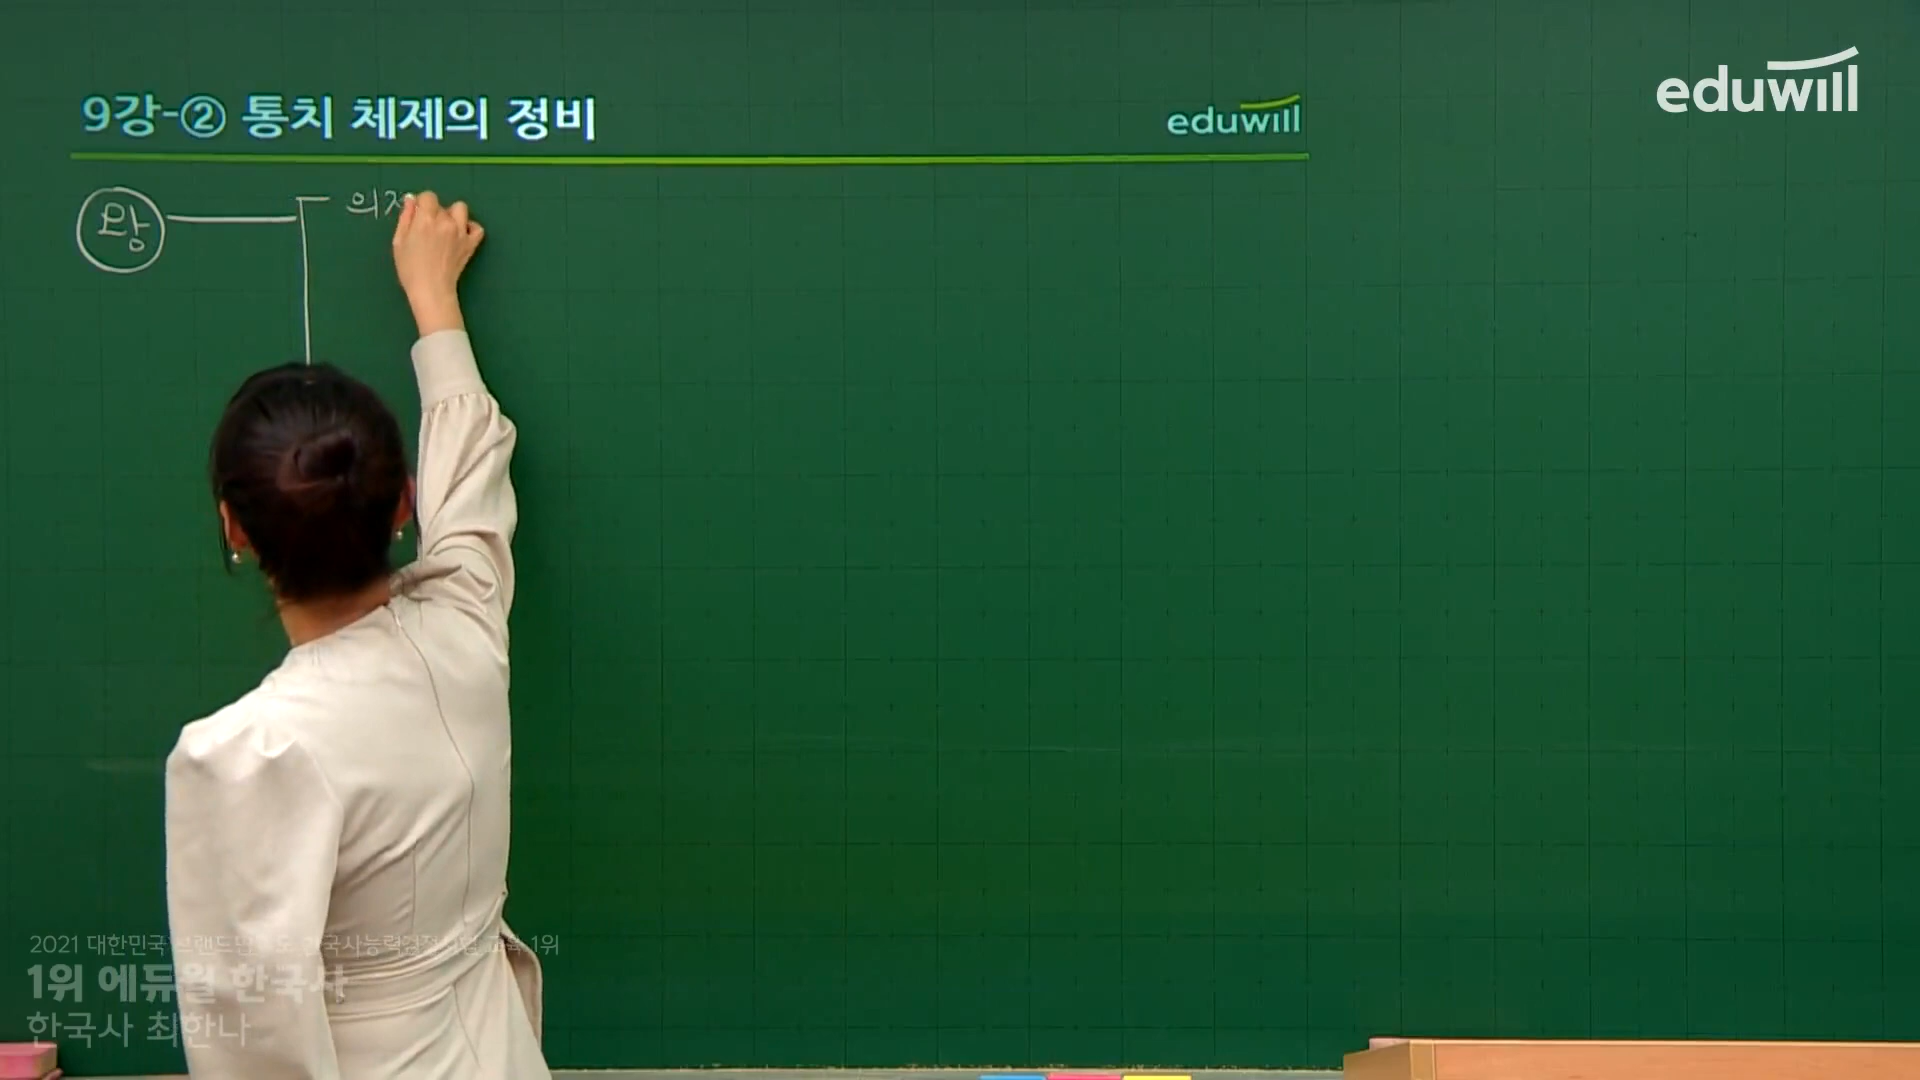 eduwill
9강-② 통치 체제의 정비
eduwill
왕
의정
2021 대한민국 브랜드만족도 한국사능력검정시험 교육 1위
1위 에듀윌 한국사
한국사 최한나